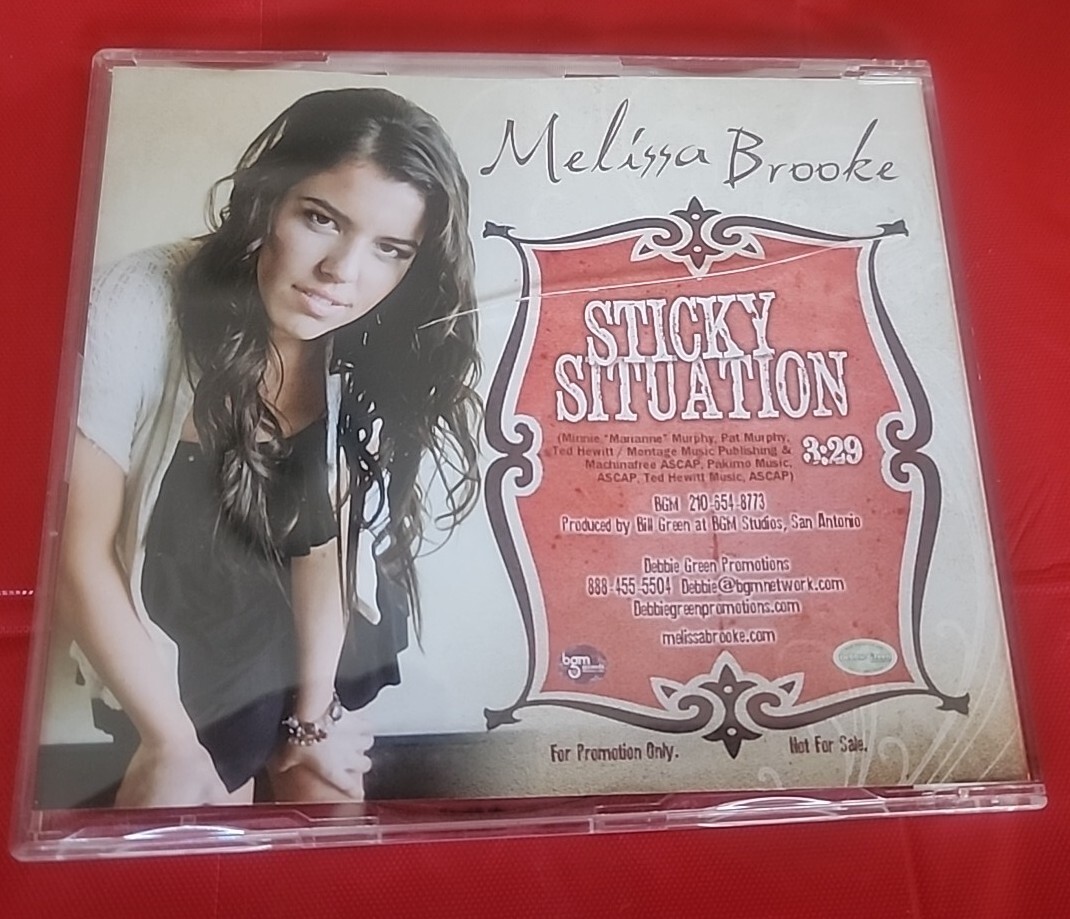 Melissa Brooke
STICKY
SITUATION
(Minnie "Marianne" Murphy, Pat Murphy,
Ted Hewitt / Montage Music Publishing &
Machinafree ASCAP, Pakimo Music,
ASCAP, Ted Hewitt Music, ASCAP)
3:29
BGM 210-654-8773
Produced by Bill Green at BGM Studios, San Antonio
Debbie Green Promotions
888-455-5504 Debbie@bgmnetwork.com
Debbiegreenpromotions.com
melissabrooke.com
bgm
For Promotion Only.
Not For Sale.